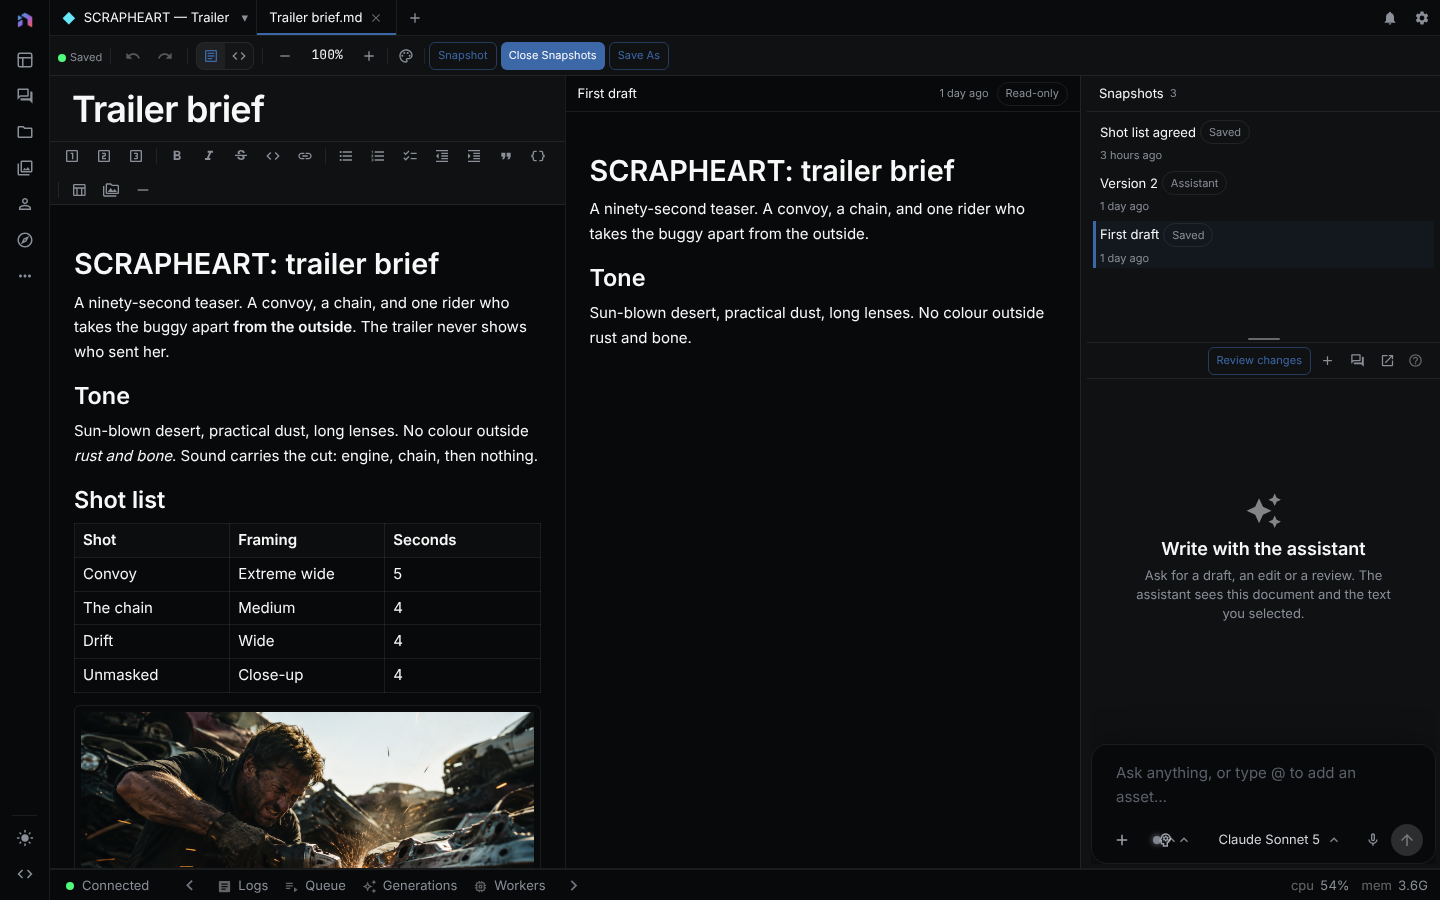 SCRAPHEART — Trailer
Trailer brief.md
Saved
100%
Snapshot
Close Snapshots
Save As
Trailer brief
1 2 3 B I S
SCRAPHEART: trailer brief
A ninety-second teaser. A convoy, a chain, and one rider who
takes the buggy apart from the outside. The trailer never shows
who sent her.
Tone
Sun-blown desert, practical dust, long lenses. No colour outside
rust and bone. Sound carries the cut: engine, chain, then nothing.
Shot list
Shot Framing Seconds
Convoy Extreme wide 5
The chain Medium 4
Drift Wide 4
Unmasked Close-up 4
First draft
1 day ago Read-only
SCRAPHEART: trailer brief
A ninety-second teaser. A convoy, a chain, and one rider who
takes the buggy apart from the outside.
Tone
Sun-blown desert, practical dust, long lenses. No colour outside
rust and bone.
Snapshots 3
Shot list agreed Saved
3 hours ago
Version 2 Assistant
1 day ago
First draft Saved
1 day ago
Review changes
Write with the assistant
Ask for a draft, an edit or a review. The
assistant sees this document and the text
you selected.
Ask anything, or type @ to add an
asset...
Claude Sonnet 5
Connected
Logs
Queue
Generations
Workers
cpu 54% mem 3.6G